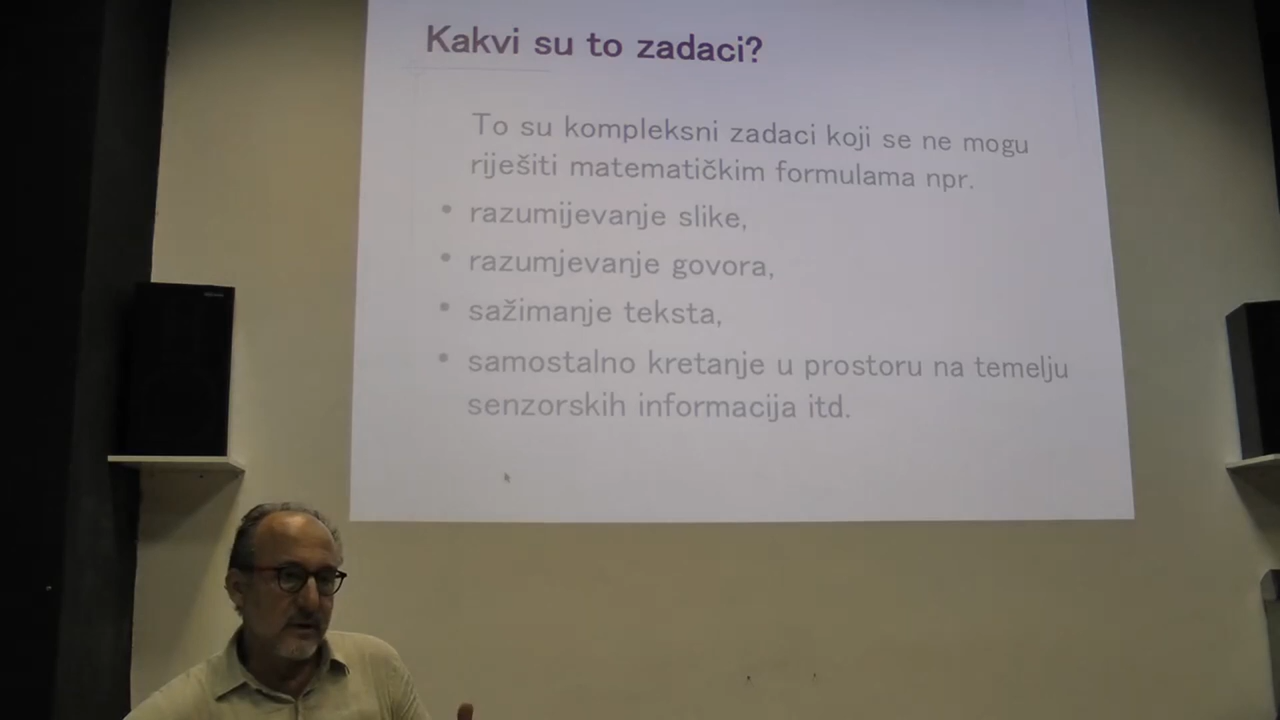 Kakvi su to zadaci?
To su kompleksni zadaci koji se ne mogu
riješiti matematičkim formulama npr.
• razumijevanje slike,
• razumjevanje govora,
• sažimanje teksta,
• samostalno kretanje u prostoru na temelju
senzorskih informacija itd.